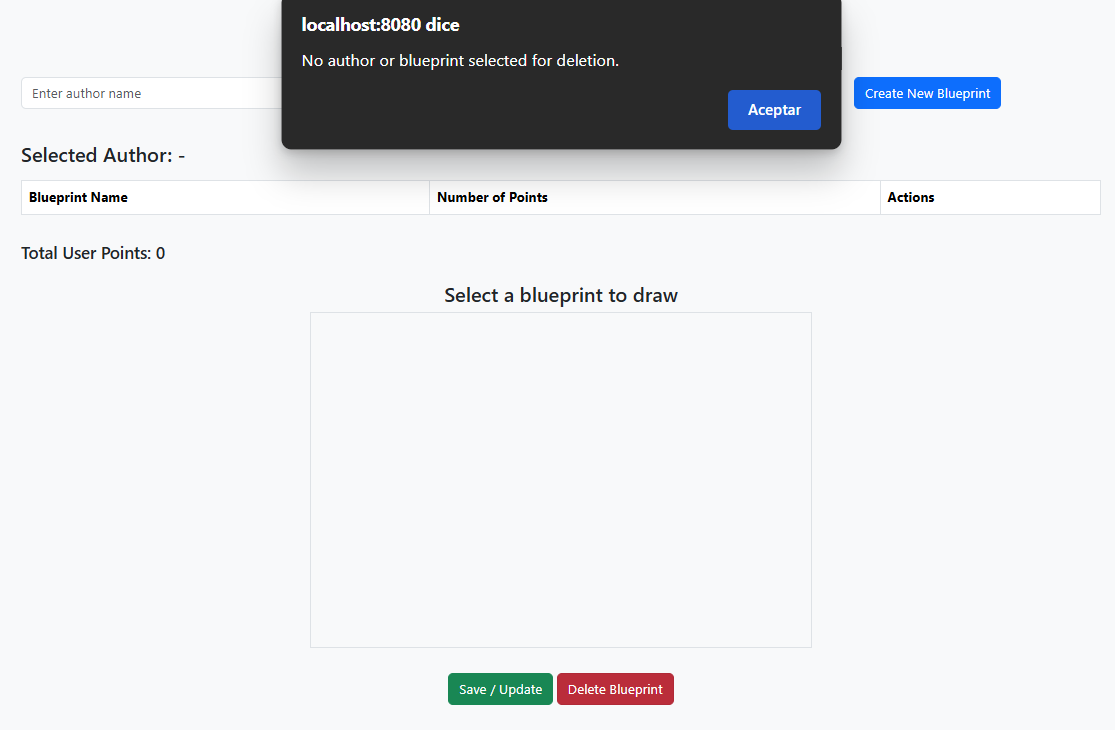 localhost:8080 dice
No author or blueprint selected for deletion.
Aceptar
Enter author name
Create New Blueprint
Selected Author: -
Blueprint Name Number of Points Actions
Total User Points: 0
Select a blueprint to draw
Save / Update Delete Blueprint